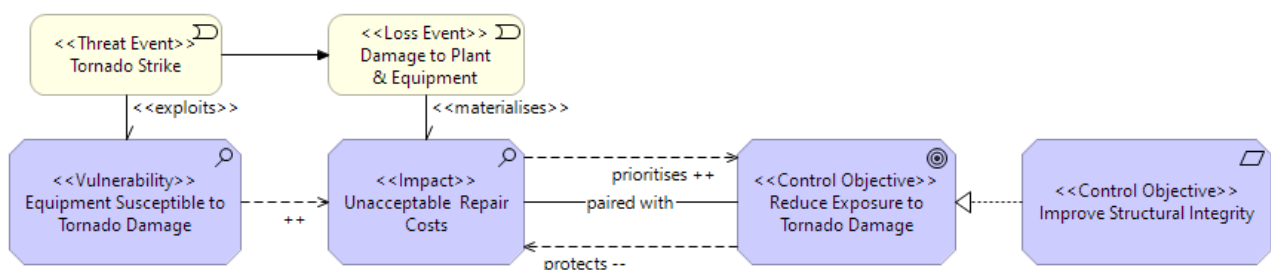 <<Threat Event>>
Tornado Strike
<<Loss Event>>
Damage to Plant
& Equipment
<<exploits>>
<<materialises>>
<<Vulnerability>>
Equipment Susceptible to
Tornado Damage
++
<<Impact>>
Unacceptable Repair
Costs
prioritises ++
paired with
protects --
<<Control Objective>>
Reduce Exposure to
Tornado Damage
<<Control Objective>>
Improve Structural Integrity